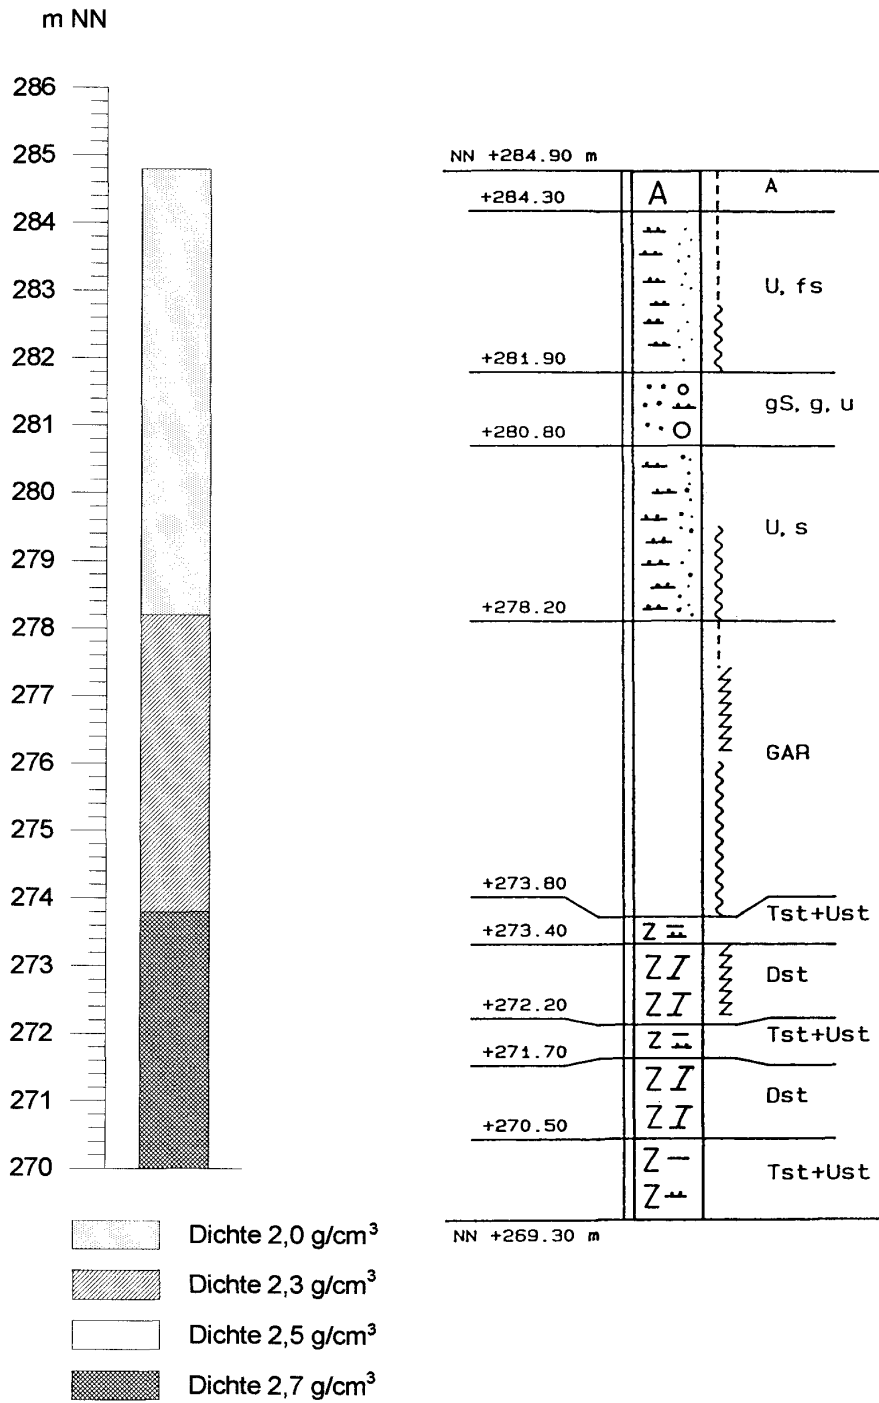 m NN
286
285
284
283
282
281
280
279
278
277
276
275
274
273
272
271
270
Dichte 2,0 g/cm³
Dichte 2,3 g/cm³
Dichte 2,5 g/cm³
Dichte 2,7 g/cm³
NN +284.90 m
A A
+284.30
U, fs
+281.90
gS, g, u
+280.80
U, s
+278.20
GAR
+273.80
Tst+Ust
+273.40
Z
Z I
Dst
Z I
+272.20
Tst+Ust
Z
+271.70
Z I
Dst
Z I
+270.50
Z
Tst+Ust
Z
NN +269.30 m